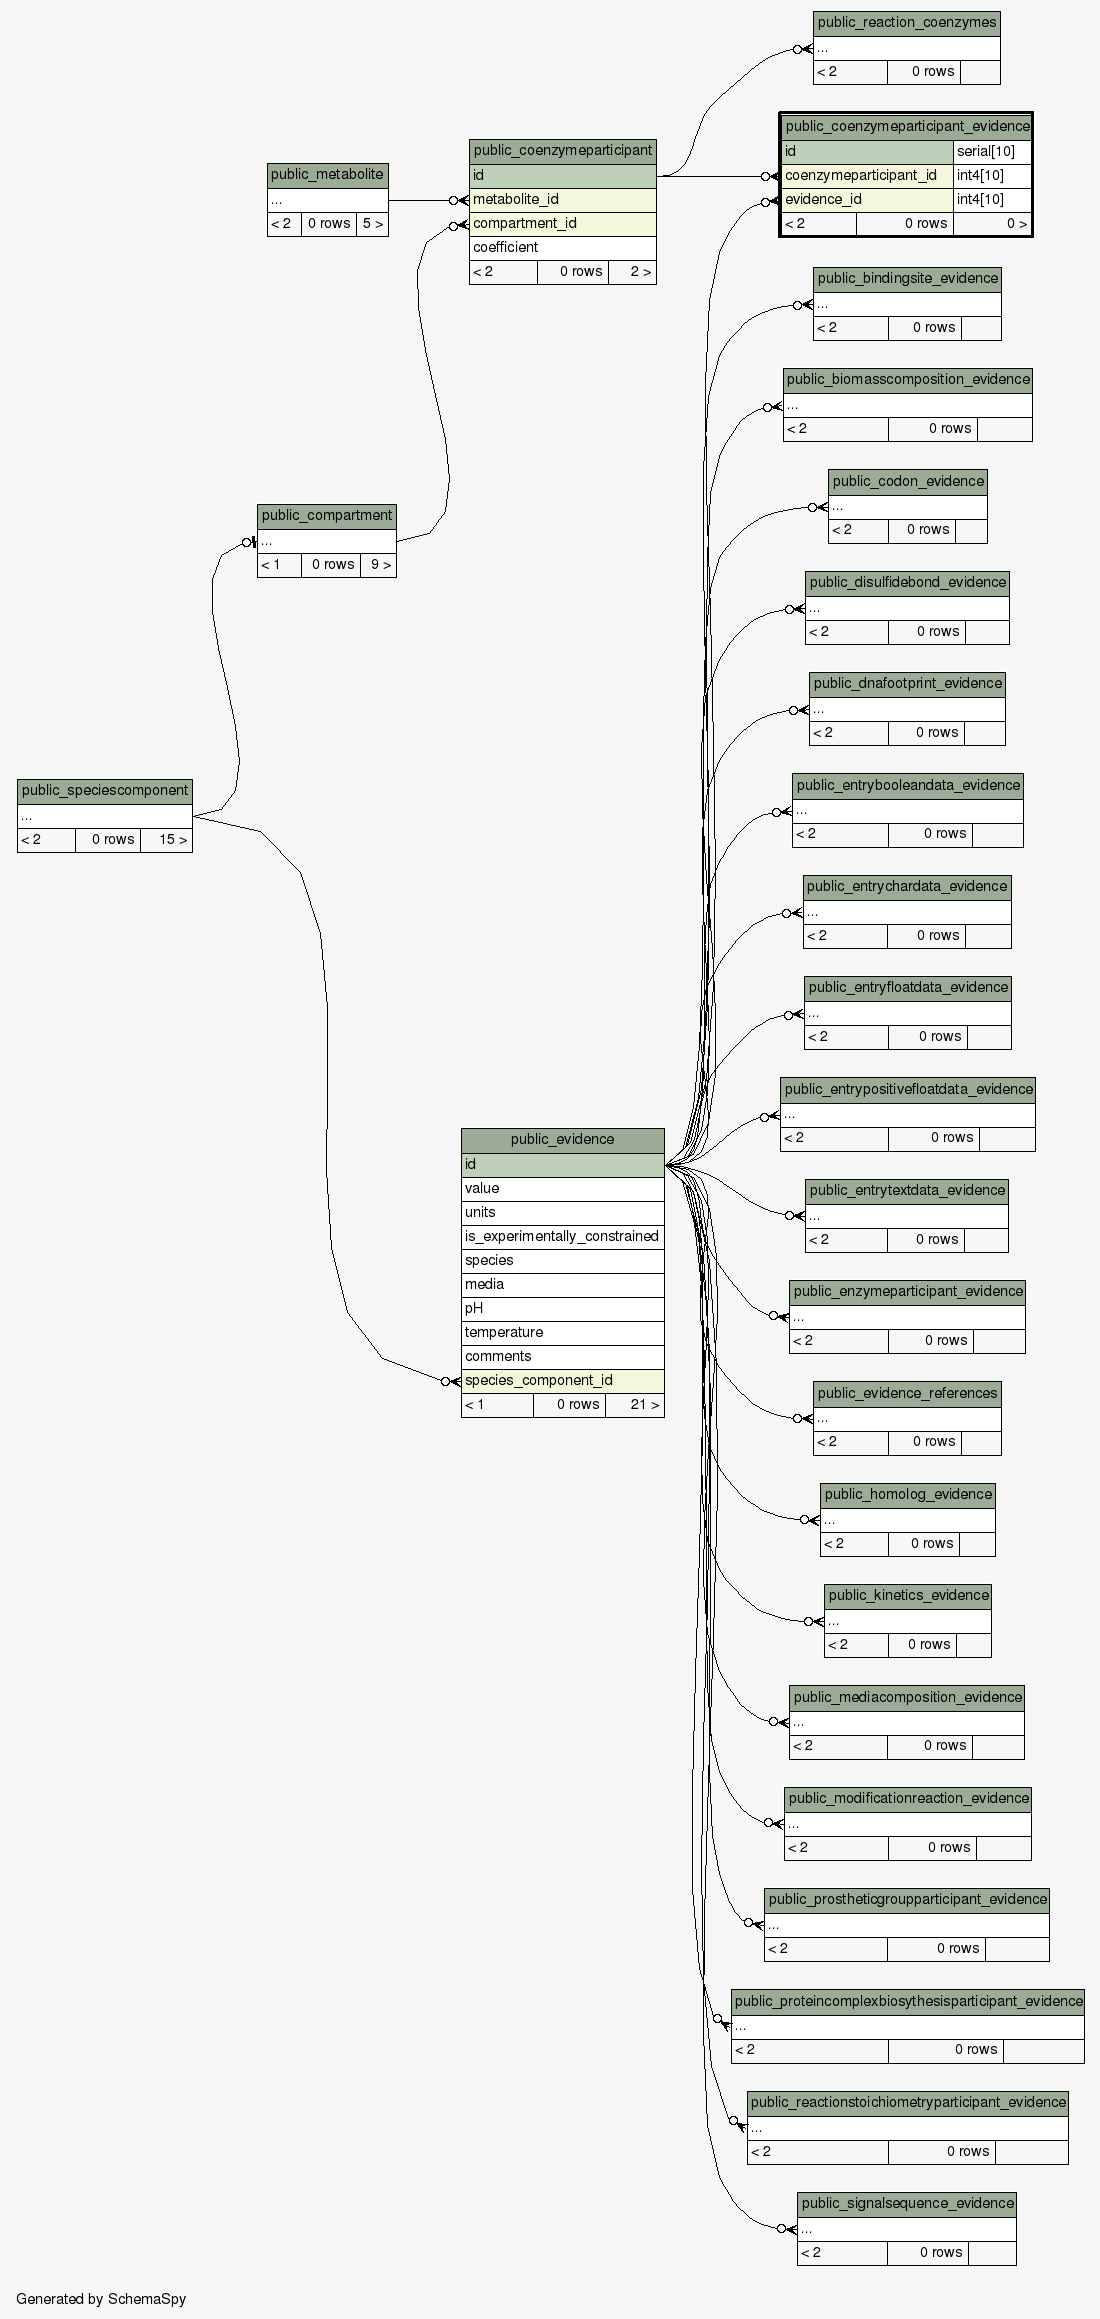 public_reaction_coenzymes
...
< 2 0 rows
public_coenzymeparticipant_evidence
id serial[10]
coenzymeparticipant_id int4[10]
evidence_id int4[10]
< 2 0 rows 0 >
public_coenzymeparticipant
id
metabolite_id
compartment_id
coefficient
< 2 0 rows 2 >
public_metabolite
...
< 2 0 rows 5 >
public_bindingsite_evidence
...
< 2 0 rows
public_biomasscomposition_evidence
...
< 2 0 rows
public_codon_evidence
...
< 2 0 rows
public_compartment
...
< 1 0 rows 9 >
public_disulfidebond_evidence
...
< 2 0 rows
public_dnafootprint_evidence
...
< 2 0 rows
public_speciescomponent
...
< 2 0 rows 15 >
public_entrybooleandata_evidence
...
< 2 0 rows
public_entrychardata_evidence
...
< 2 0 rows
public_entryfloatdata_evidence
...
< 2 0 rows
public_entrypositivefloatdata_evidence
...
< 2 0 rows
public_evidence
id
value
units
is_experimentally_constrained
species
media
pH
temperature
comments
species_component_id
< 1 0 rows 21 >
public_entrytextdata_evidence
...
< 2 0 rows
public_enzymeparticipant_evidence
...
< 2 0 rows
public_evidence_references
...
< 2 0 rows
public_homolog_evidence
...
< 2 0 rows
public_kinetics_evidence
...
< 2 0 rows
public_mediacomposition_evidence
...
< 2 0 rows
public_modificationreaction_evidence
...
< 2 0 rows
public_prostheticgroupparticipant_evidence
...
< 2 0 rows
public_proteincomplexbiosythesisparticipant_evidence
...
< 2 0 rows
public_reactionstoichiometryparticipant_evidence
...
< 2 0 rows
public_signalsequence_evidence
...
< 2 0 rows
Generated by SchemaSpy